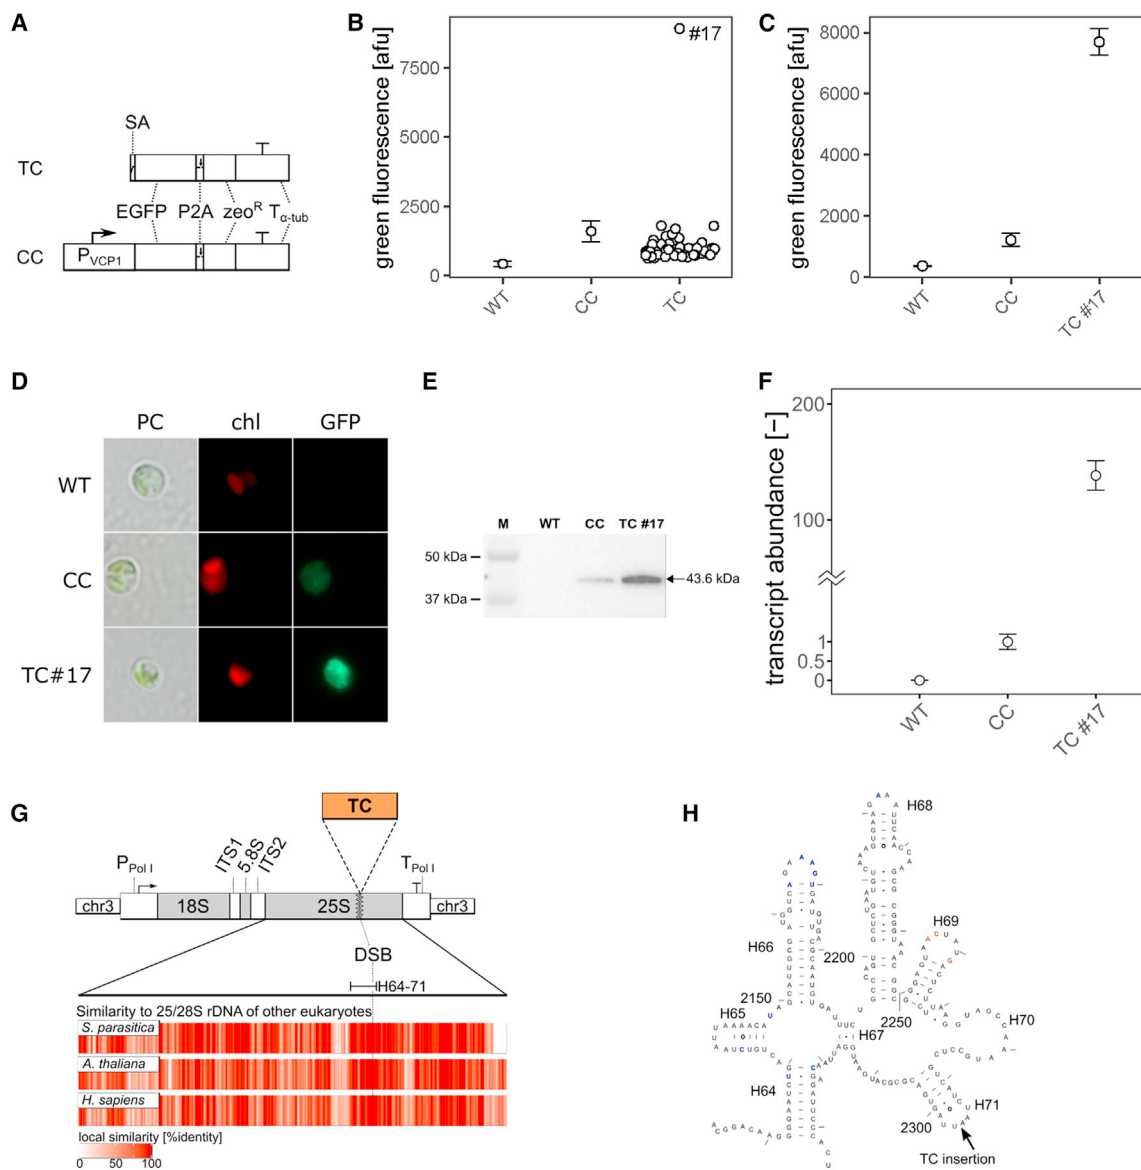 A
SA
TC
EGFP P2A zeoR Tα-tub
CC
PVCP1
B
green fluorescence [afu]
7500
5000
2500
0
#17
WT
CC
TC
C
green fluorescence [afu]
8000
6000
4000
2000
0
WT
CC
TC #17
D
PC chl GFP
WT
CC
TC#17
E
M WT CC TC #17
50 kDa
37 kDa
43.6 kDa
F
transcript abundance [−]
200
100
1
0.5
0
WT
CC
TC #17
G
TC
PPol I
ITS1
5.8S
ITS2
TPol I
chr3 18S 25S chr3
DSB
H64-71
Similarity to 25/28S rDNA of other eukaryotes
S. parasitica
A. thaliana
H. sapiens
local similarity [%identity]
0 50 100
H
H68
H69
H66
2200
2150
H65
2250
H70
H67
H64
H71
2300
TC insertion